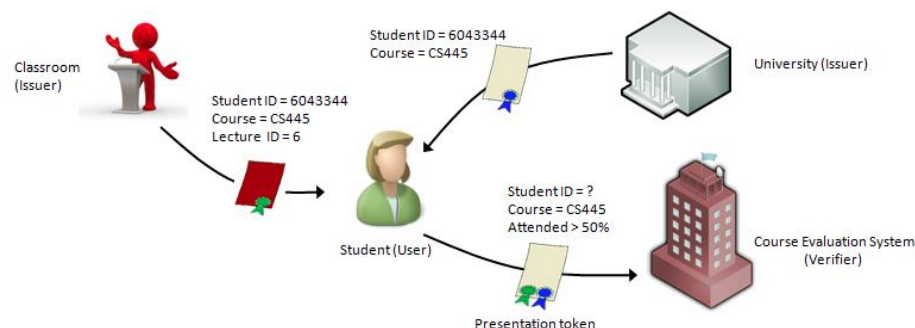 Classroom
(Issuer)
Student ID = 6043344
Course = CS445
Lecture ID = 6
Student ID = 6043344
Course = CS445
University (Issuer)
Student (User)
Student ID = ?
Course = CS445
Attended > 50%
Course Evaluation System
(Verifier)
Presentation token